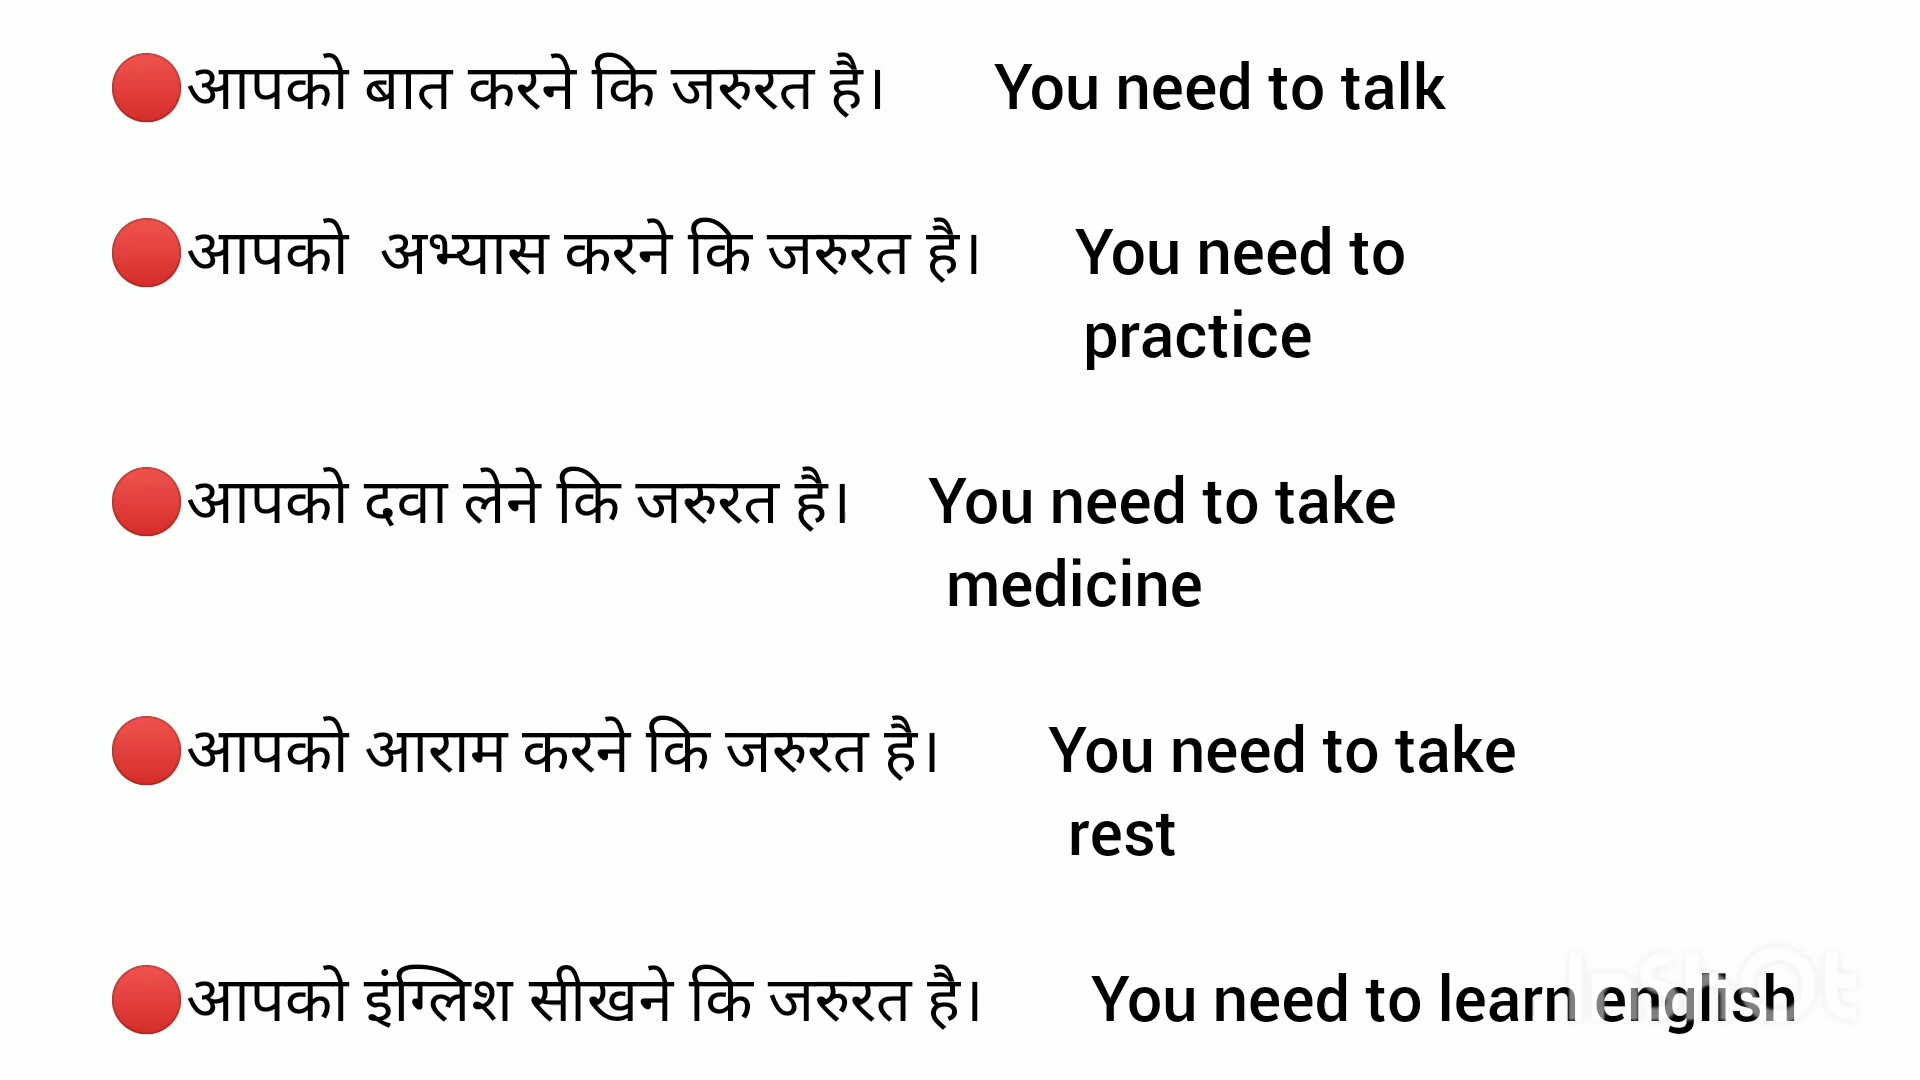 🔴आपको बात करने कि जरुरत है। You need to talk
🔴आपको अभ्यास करने कि जरुरत है। You need to
practice
🔴आपको दवा लेने कि जरुरत है। You need to take
medicine
🔴आपको आराम करने कि जरुरत है। You need to take
rest
🔴आपको इंग्लिश सीखने कि जरुरत है। You need to learn english
InShOt